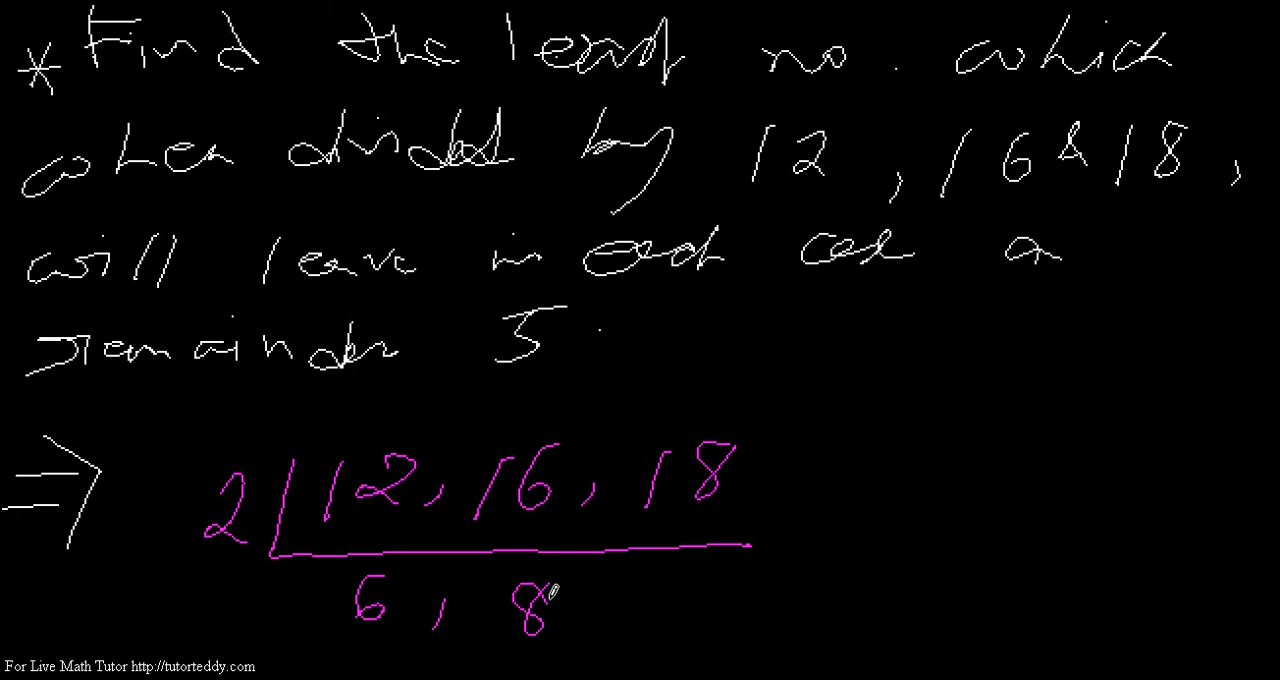 * Find the least no. which
when divided by 12, 16 & 18,
will leave in each case a
remainder 5.
⇒ 2 | 12, 16, 18
6, 8
For Live Math Tutor http://tutorteddy.com